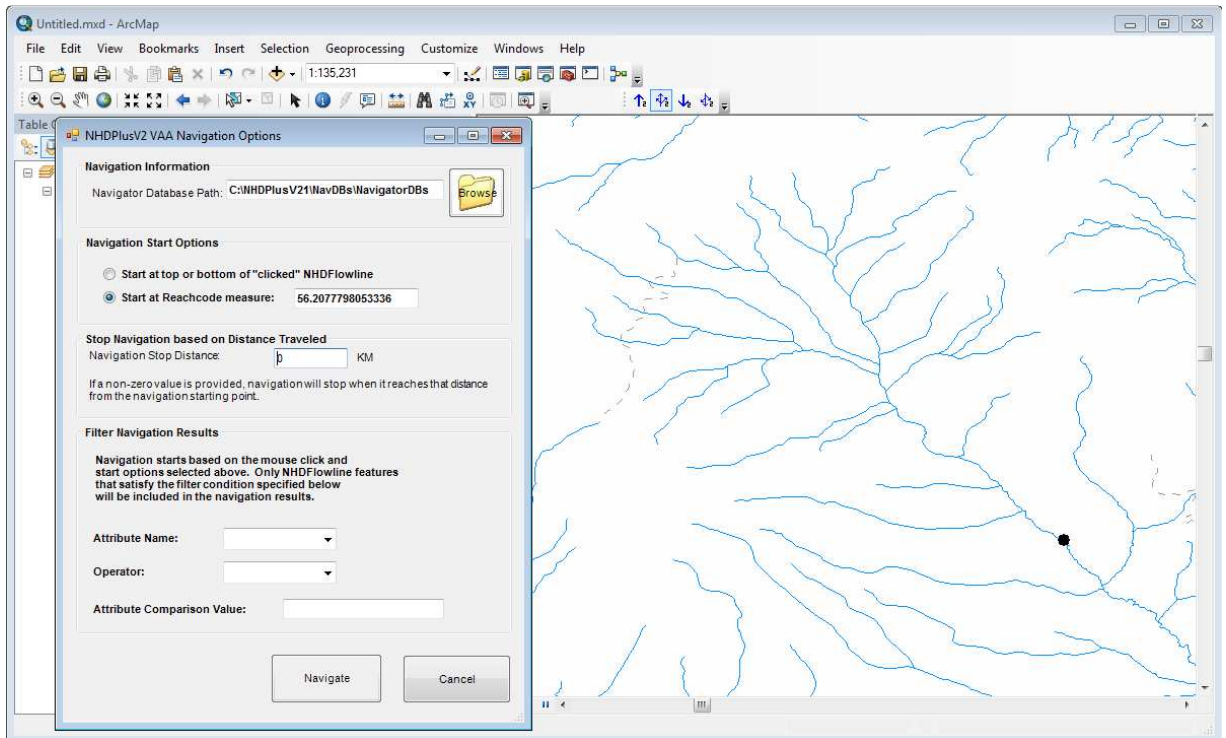 Untitled.mxd - ArcMap
File Edit View Bookmarks Insert Selection Geoprocessing Customize Windows Help
1:135,231
Table
NHDPlusV2 VAA Navigation Options
Navigation Information
Navigator Database Path: C:\NHDPlusV21\NavDBs\NavigatorDBs
Browse
Navigation Start Options
Start at top or bottom of "clicked" NHDFlowline
Start at Reachcode measure: 56.2077798053336
Stop Navigation based on Distance Traveled
Navigation Stop Distance: 0 KM
If a non-zero value is provided, navigation will stop when it reaches that distance
from the navigation starting point.
Filter Navigation Results
Navigation starts based on the mouse click and
start options selected above. Only NHDFlowline features
that satisfy the filter condition specified below
will be included in the navigation results.
Attribute Name:
Operator:
Attribute Comparison Value:
Navigate Cancel